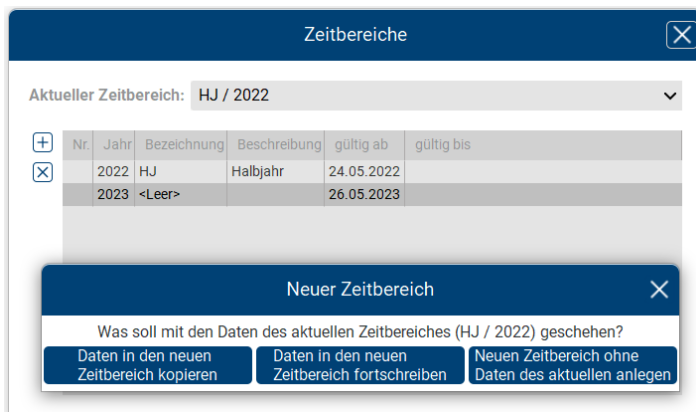 Zeitbereiche
Aktueller Zeitbereich: HJ / 2022
Nr. Jahr Bezeichnung Beschreibung gültig ab gültig bis
2022 HJ Halbjahr 24.05.2022
2023 <Leer> 26.05.2023
Neuer Zeitbereich
Was soll mit den Daten des aktuellen Zeitbereiches (HJ / 2022) geschehen?
Daten in den neuen
Zeitbereich kopieren
Daten in den neuen
Zeitbereich fortschreiben
Neuen Zeitbereich ohne
Daten des aktuellen anlegen